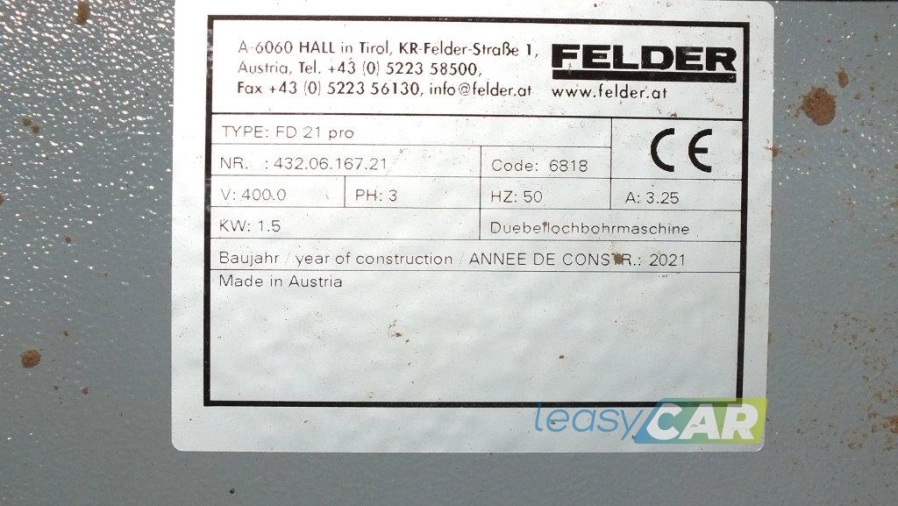 A-6060 HALL in Tirol, KR-Felder-Straße 1,
Austria, Tel. +43 (0) 5223 58500,
Fax +43 (0) 5223 56130, info@felder.at
FELDER
www.felder.at
TYPE: FD 21 pro
CE
NR. : 432.06.167.21 Code: 6818
V: 400.0 PH: 3 HZ: 50 A: 3.25
KW: 1.5 Duebellochbohrmaschine
Baujahr / year of construction / ANNEE DE CONSTR.: 2021
Made in Austria
leasyCAR